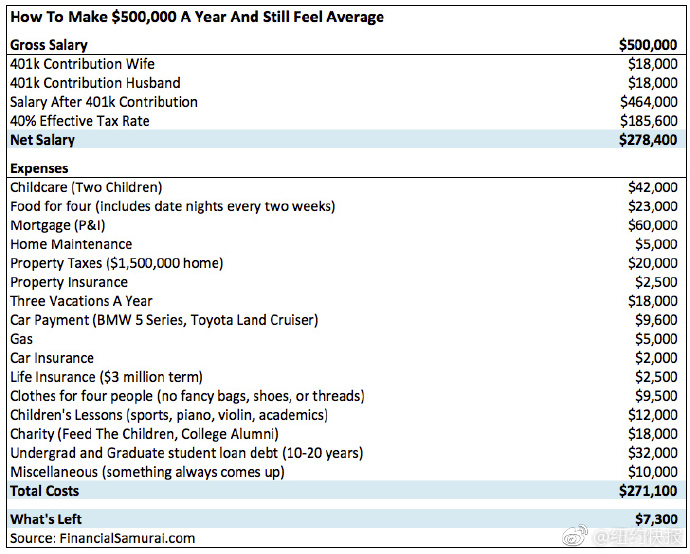 How To Make $500,000 A Year And Still Feel Average
Gross Salary $500,000
401k Contribution Wife $18,000
401k Contribution Husband $18,000
Salary After 401k Contribution $464,000
40% Effective Tax Rate $185,600
Net Salary $278,400
Expenses
Childcare (Two Children) $42,000
Food for four (includes date nights every two weeks) $23,000
Mortgage (P&I) $60,000
Home Maintenance $5,000
Property Taxes ($1,500,000 home) $20,000
Property Insurance $2,500
Three Vacations A Year $18,000
Car Payment (BMW 5 Series, Toyota Land Cruiser) $9,600
Gas $5,000
Car Insurance $2,000
Life Insurance ($3 million term) $2,500
Clothes for four people (no fancy bags, shoes, or threads) $9,500
Children's Lessons (sports, piano, violin, academics) $12,000
Charity (Feed The Children, College Alumni) $18,000
Undergrad and Graduate student loan debt (10-20 years) $32,000
Miscellaneous (something always comes up) $10,000
Total Costs $271,100
What's Left $7,300
Source: FinancialSamurai.com
@纽约快报